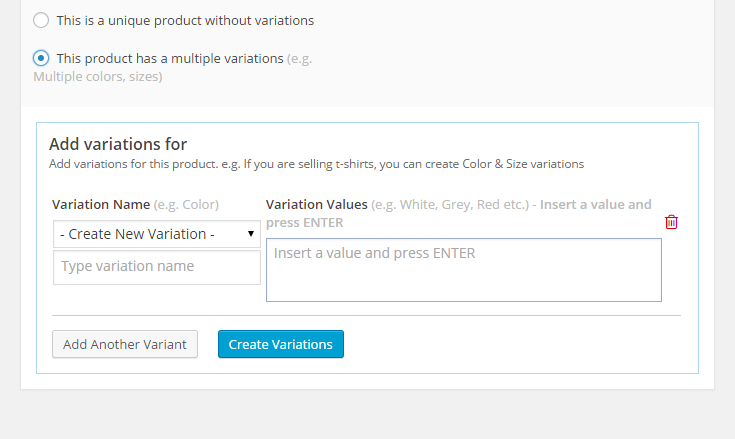 This is a unique product without variations
This product has a multiple variations (e.g.
Multiple colors, sizes)
Add variations for
Add variations for this product. e.g. If you are selling t-shirts, you can create Color & Size variations
Variation Name (e.g. Color)
Variation Values (e.g. White, Grey, Red etc.) - Insert a value and
press ENTER
- Create New Variation -
Type variation name
Insert a value and press ENTER
Add Another Variant
Create Variations